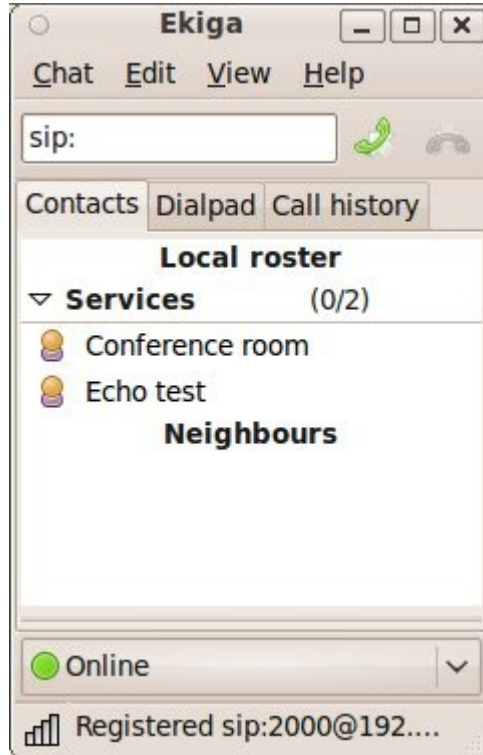 Ekiga
Chat Edit View Help
sip:
Contacts Dialpad Call history
Local roster
Services (0/2)
Conference room
Echo test
Neighbours
Online
Registered sip:2000@192....